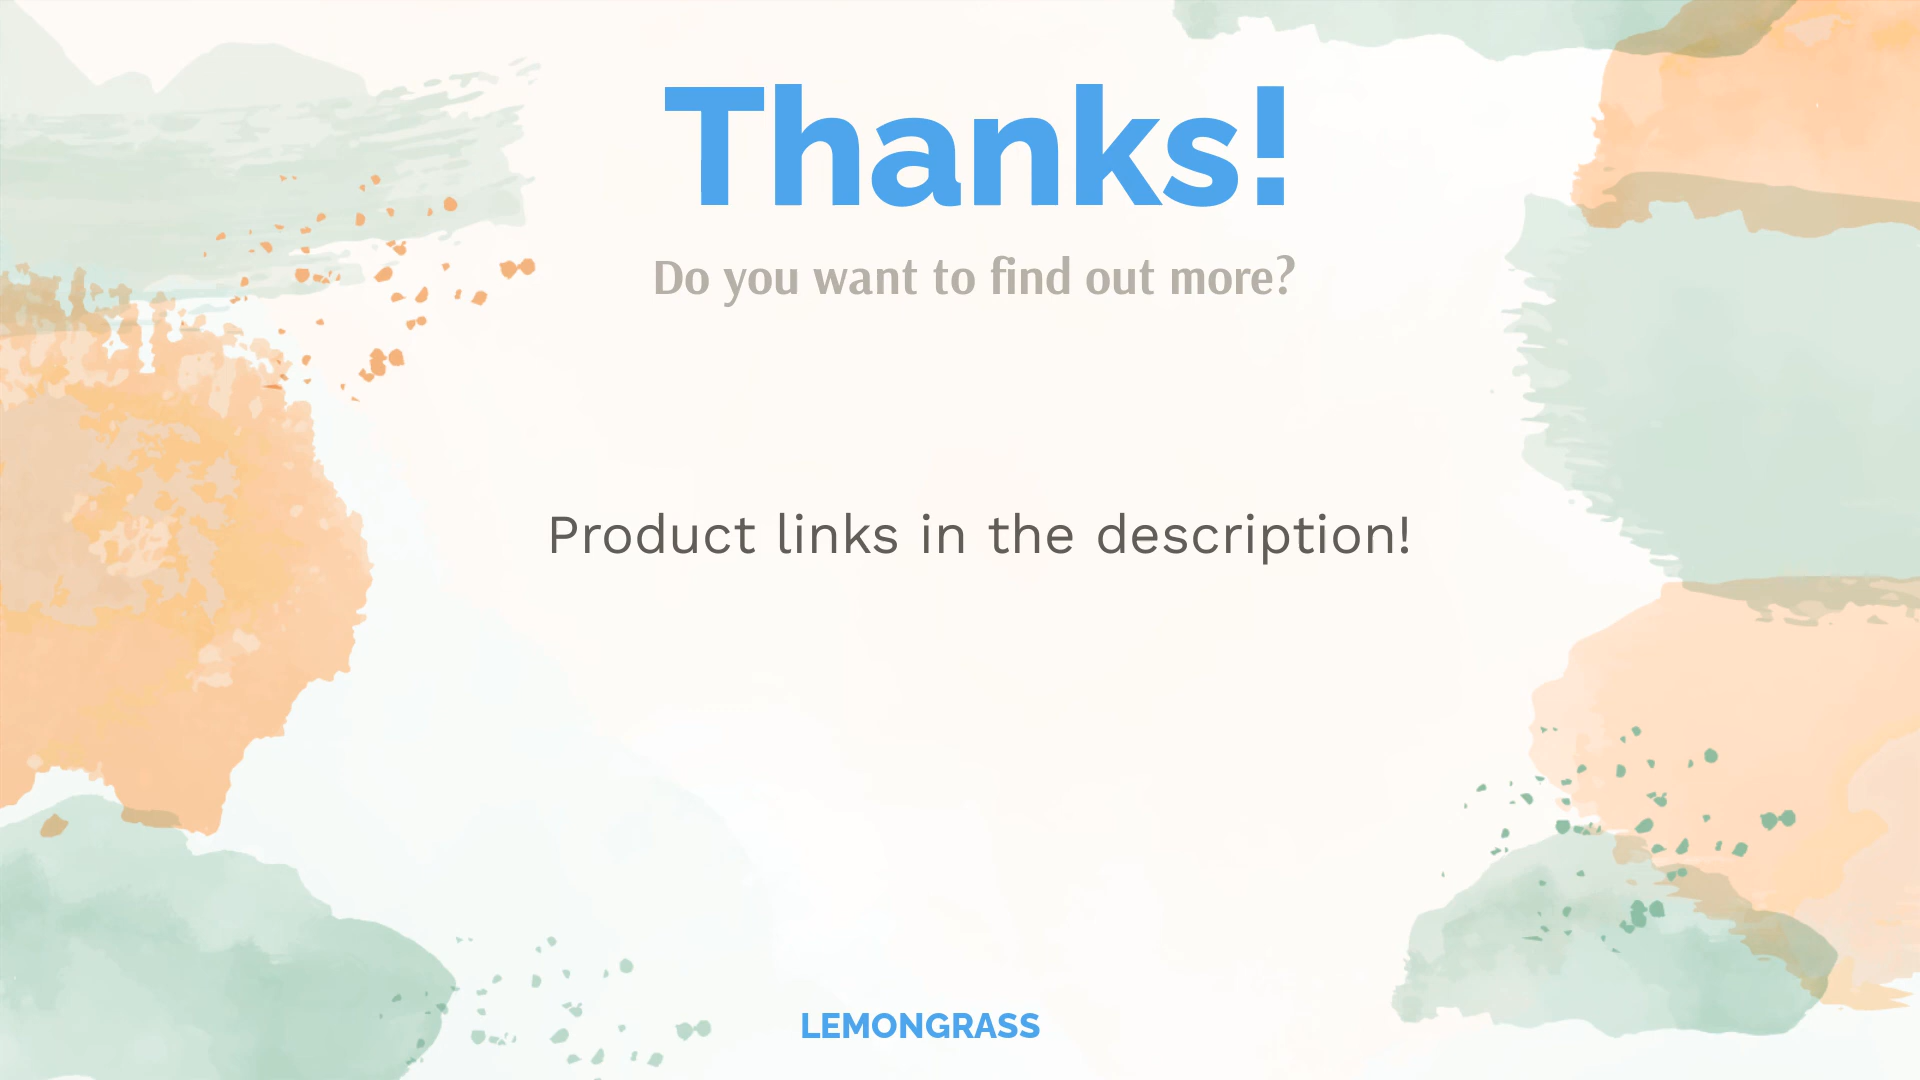 Thanks!
Do you want to find out more?
Product links in the description!
LEMONGRASS